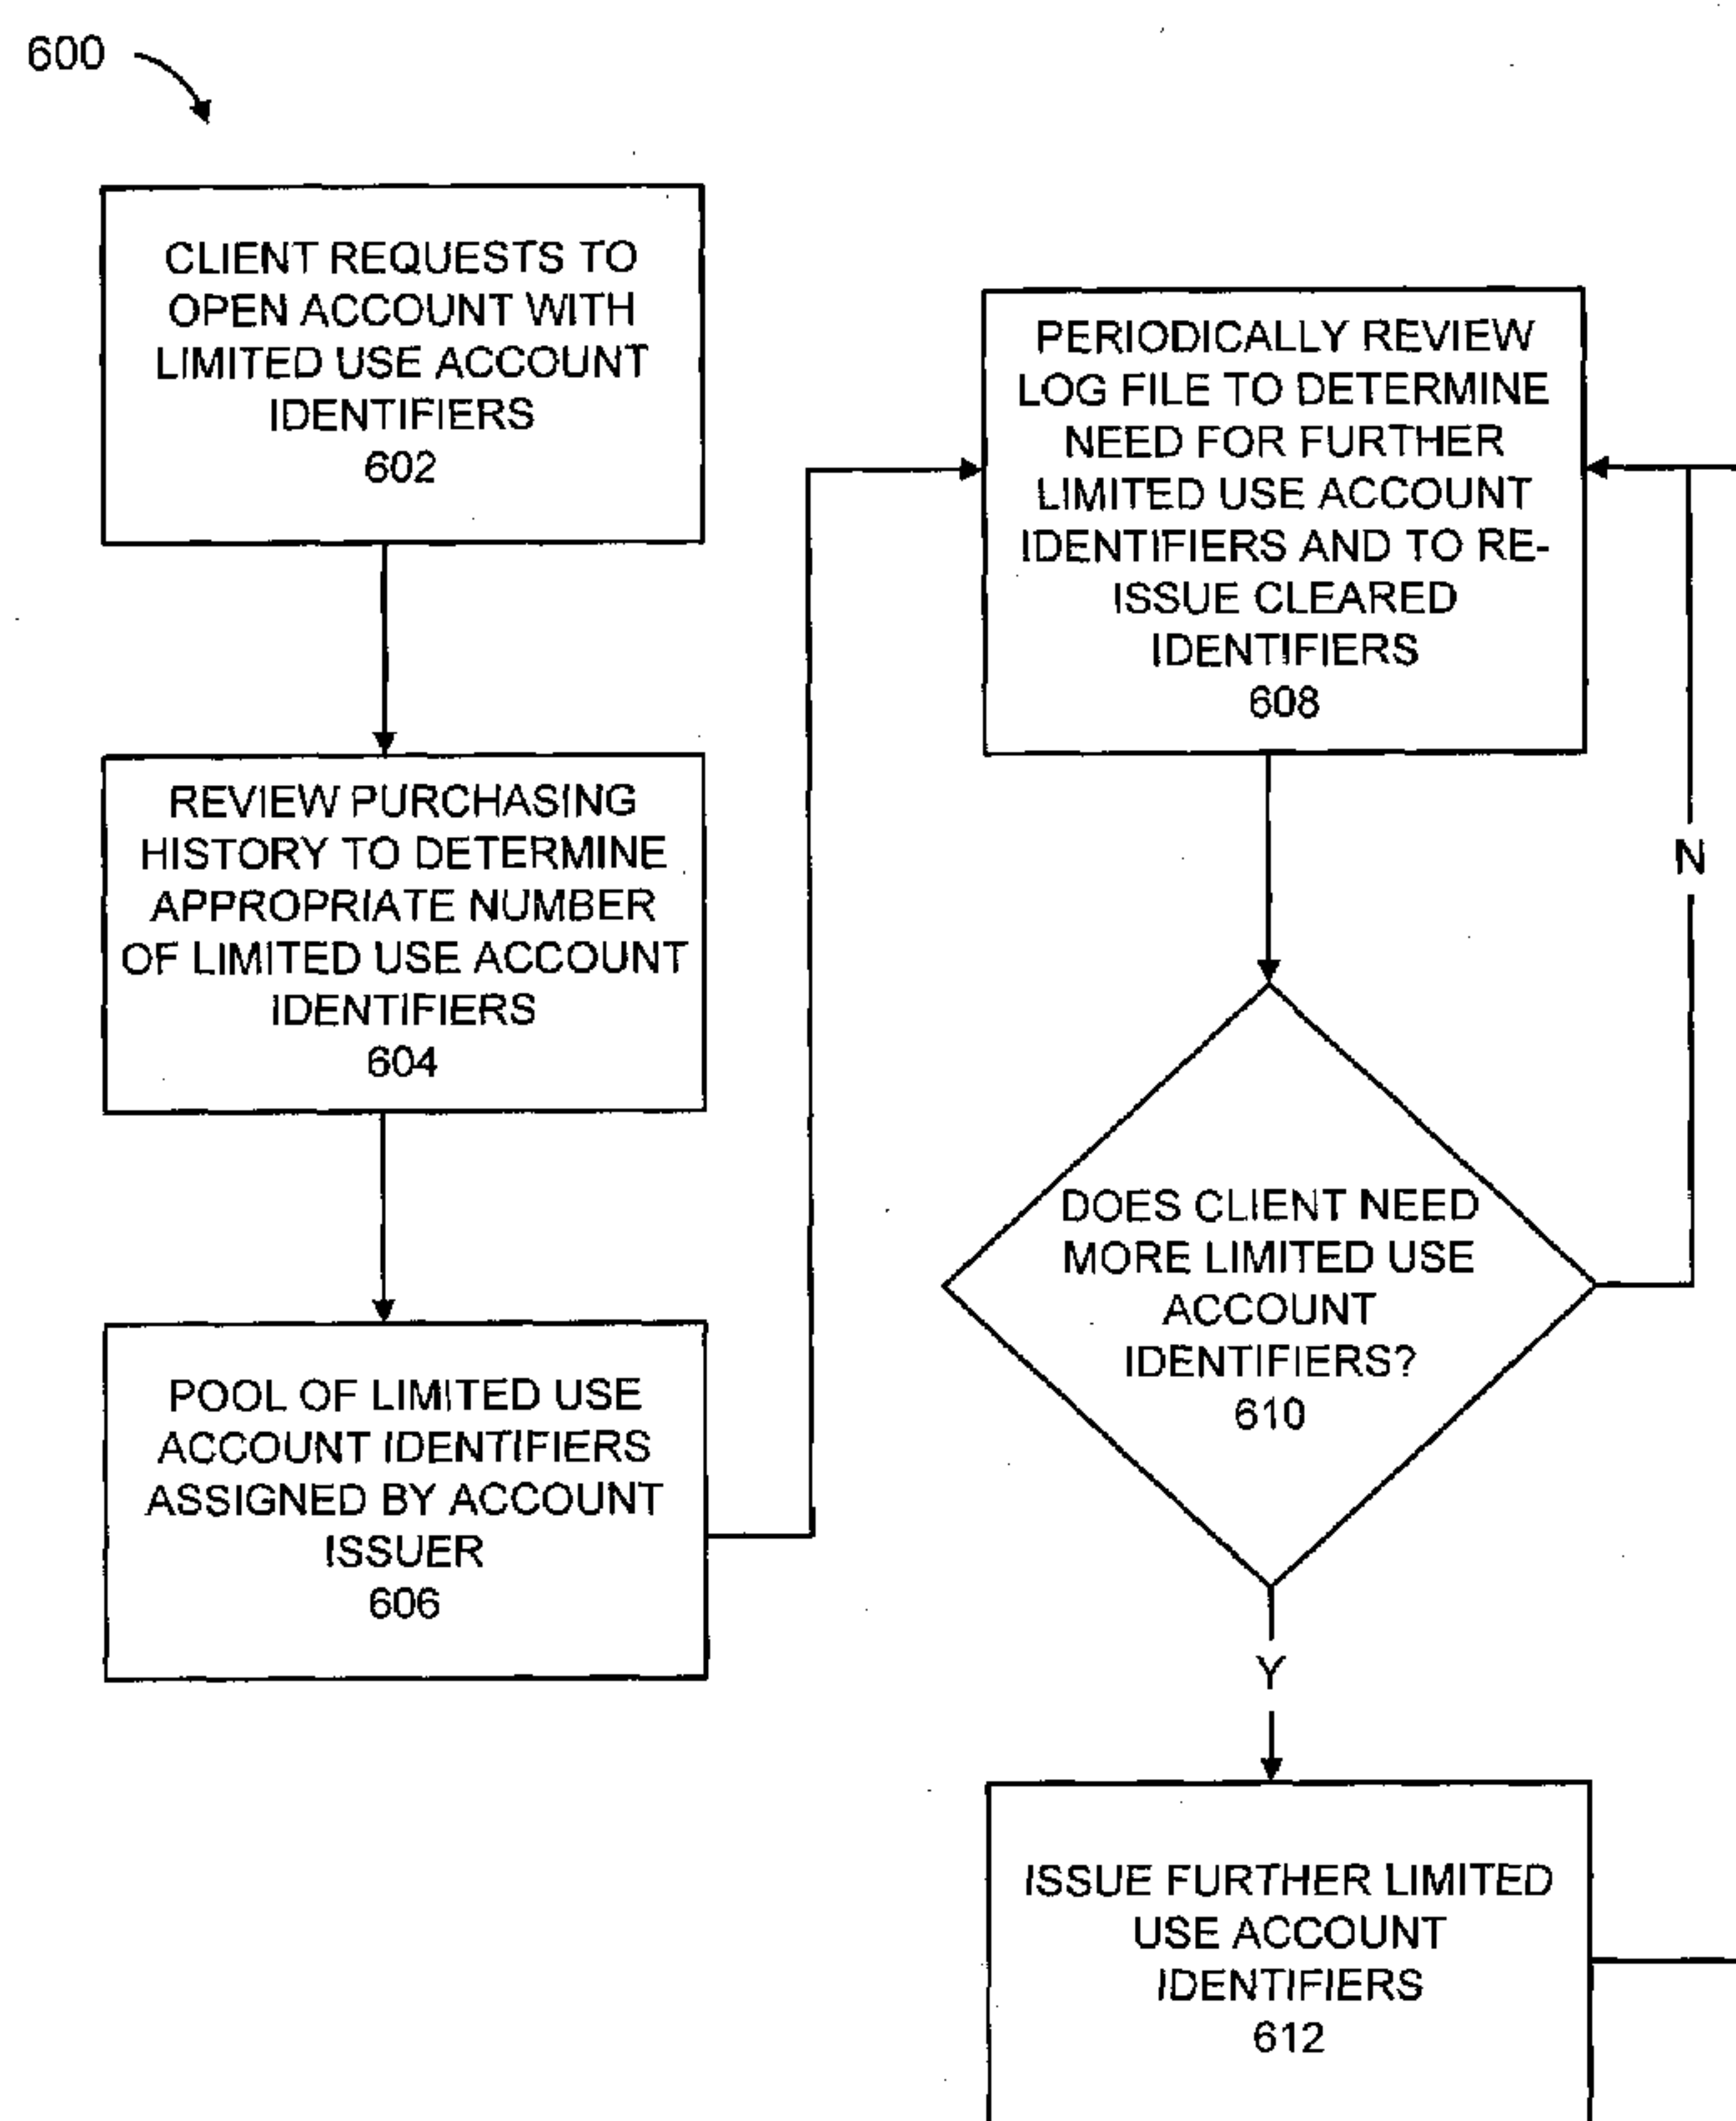 600
CLIENT REQUESTS TO
OPEN ACCOUNT WITH
LIMITED USE ACCOUNT
IDENTIFIERS
602
REVIEW PURCHASING
HISTORY TO DETERMINE
APPROPRIATE NUMBER
OF LIMITED USE ACCOUNT
IDENTIFIERS
604
POOL OF LIMITED USE
ACCOUNT IDENTIFIERS
ASSIGNED BY ACCOUNT
ISSUER
606
PERIODICALLY REVIEW
LOG FILE TO DETERMINE
NEED FOR FURTHER
LIMITED USE ACCOUNT
IDENTIFIERS AND TO RE-
ISSUE CLEARED
IDENTIFIERS
608
N
DOES CLIENT NEED
MORE LIMITED USE
ACCOUNT
IDENTIFIERS?
610
Y
ISSUE FURTHER LIMITED
USE ACCOUNT
IDENTIFIERS
612